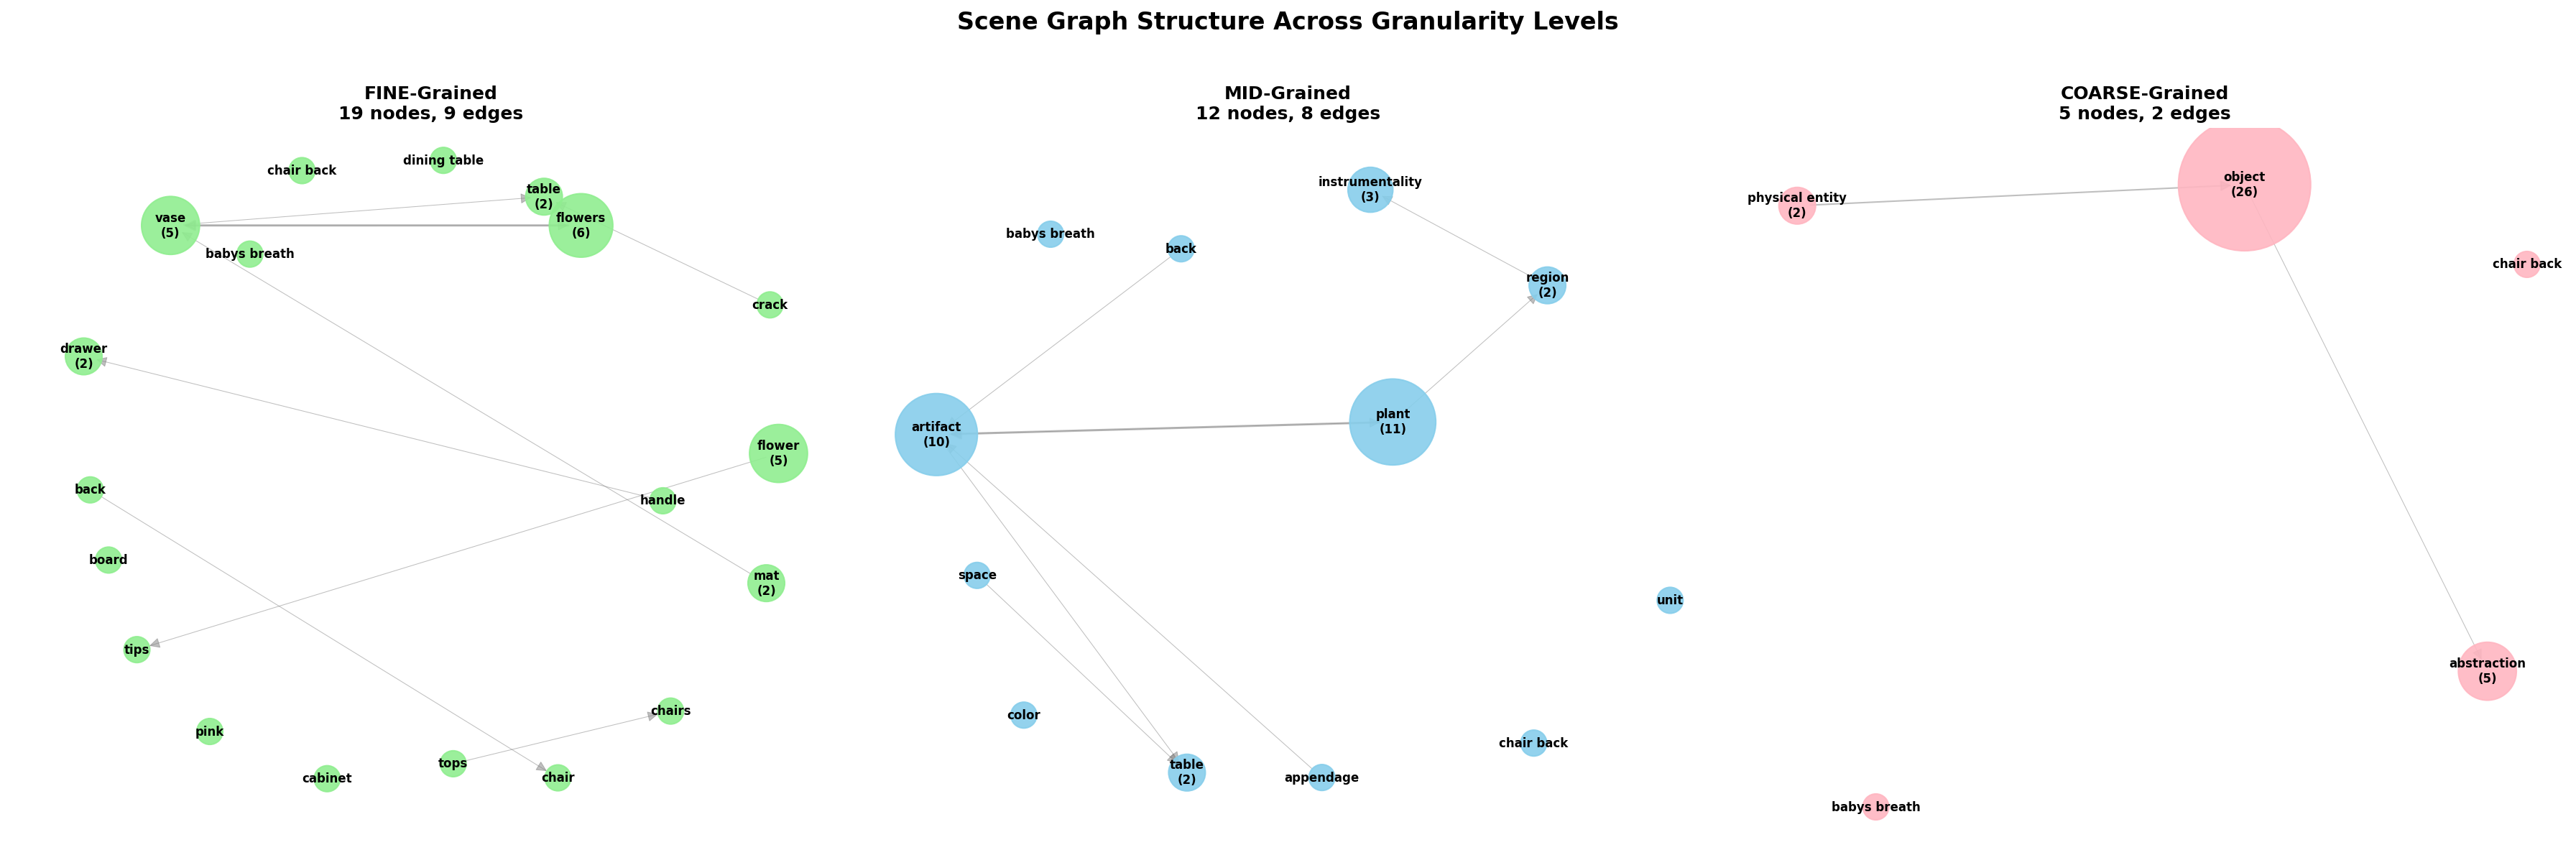 Scene Graph Structure Across Granularity Levels
FINE-Grained
19 nodes, 9 edges
dining table
chair back
table
(2)
vase
(5)
flowers
(6)
babys breath
crack
drawer
(2)
flower
(5)
back
handle
board
mat
(2)
tips
chairs
pink
tops
cabinet
chair
MID-Grained
12 nodes, 8 edges
instrumentality
(3)
babys breath
back
region
(2)
plant
(11)
artifact
(10)
space
unit
color
chair back
table
(2)
appendage
COARSE-Grained
5 nodes, 2 edges
object
(26)
physical entity
(2)
chair back
abstraction
(5)
babys breath